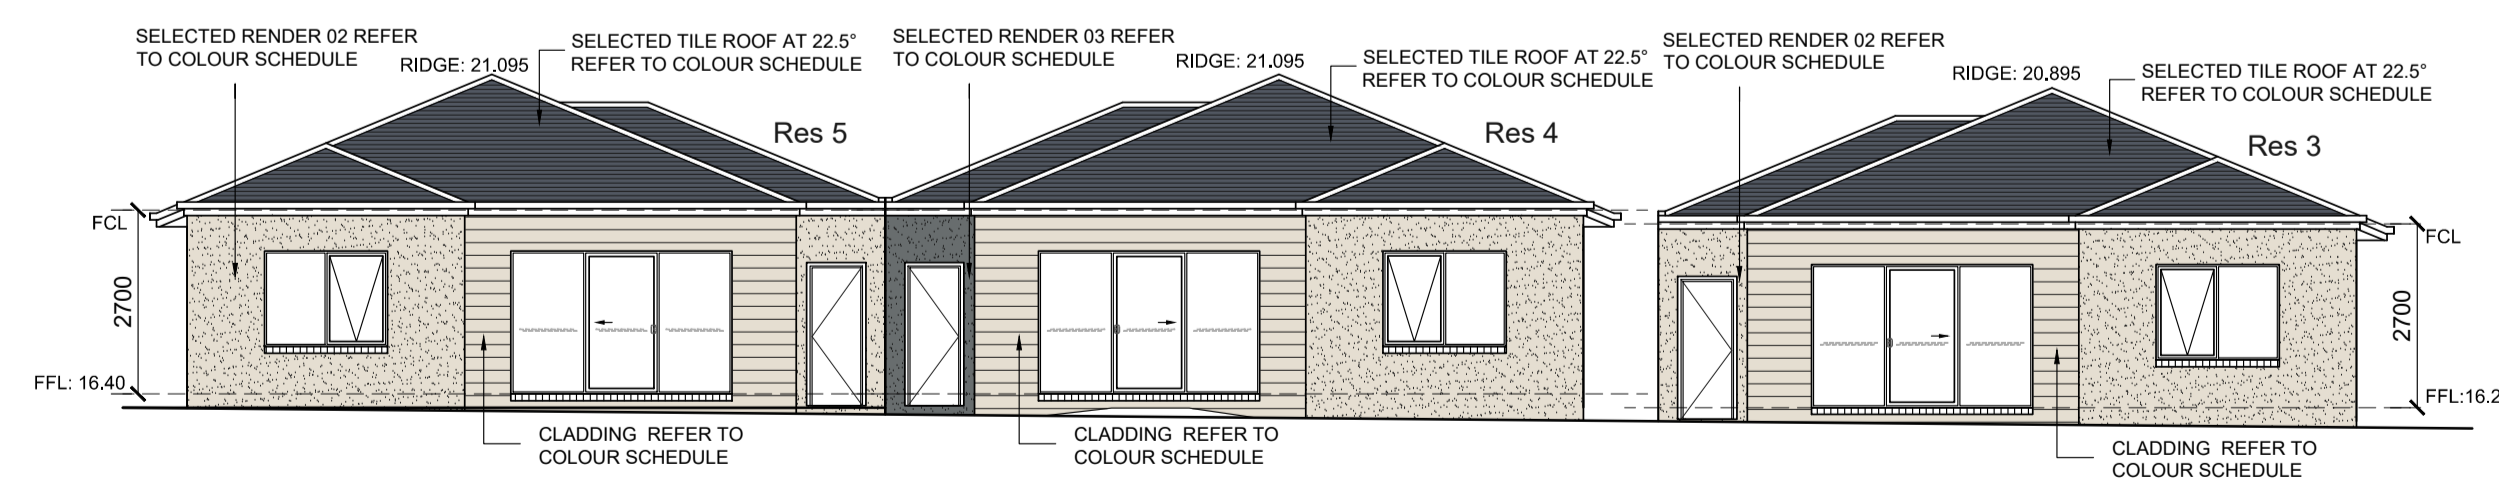 SELECTED RENDER 02 REFER
TO COLOUR SCHEDULE
RIDGE: 21.095
SELECTED TILE ROOF AT 22.5°
REFER TO COLOUR SCHEDULE
Res 5
SELECTED RENDER 03 REFER
TO COLOUR SCHEDULE
RIDGE: 21.095
SELECTED TILE ROOF AT 22.5°
REFER TO COLOUR SCHEDULE
Res 4
SELECTED RENDER 02 REFER
TO COLOUR SCHEDULE
RIDGE: 20.895
SELECTED TILE ROOF AT 22.5°
REFER TO COLOUR SCHEDULE
Res 3
FCL
2700
FFL: 16.40
FCL
2700
FFL:16.2
CLADDING REFER TO
COLOUR SCHEDULE
CLADDING REFER TO
COLOUR SCHEDULE
CLADDING REFER TO
COLOUR SCHEDULE